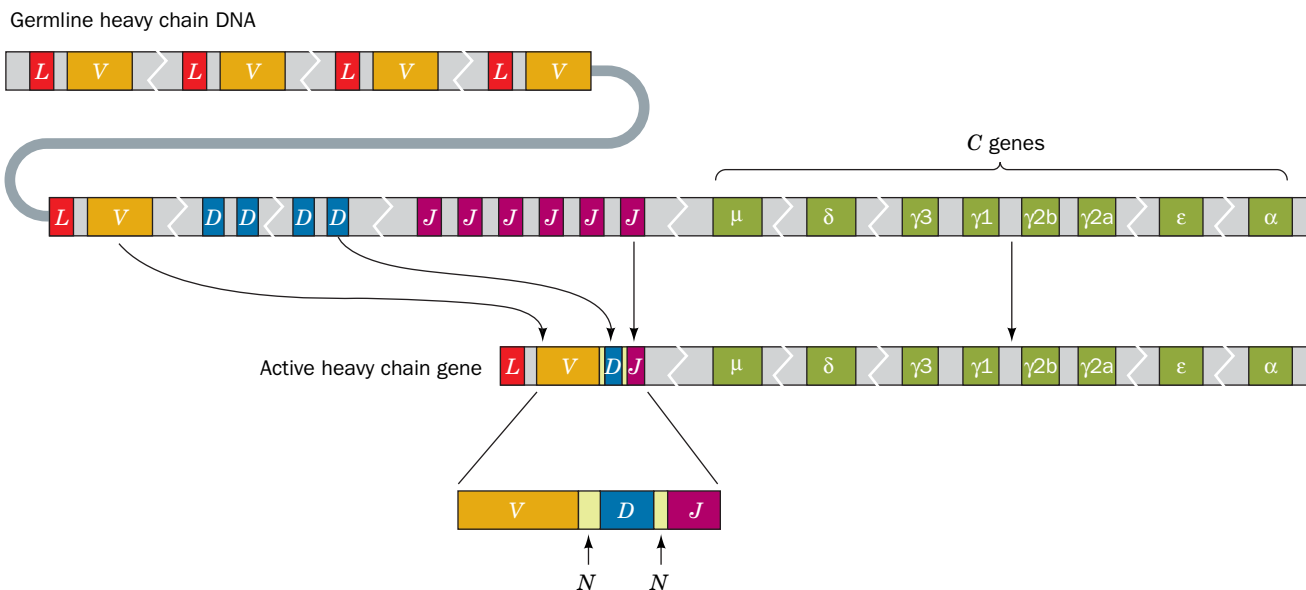 Germline heavy chain DNA
L V L V L V L V
C genes
L V D D D D J J J J J J μ δ γ3 γ1 γ2b γ2a ε α
Active heavy chain gene L V D J μ δ γ3 γ1 γ2b γ2a ε α
V D J
N N